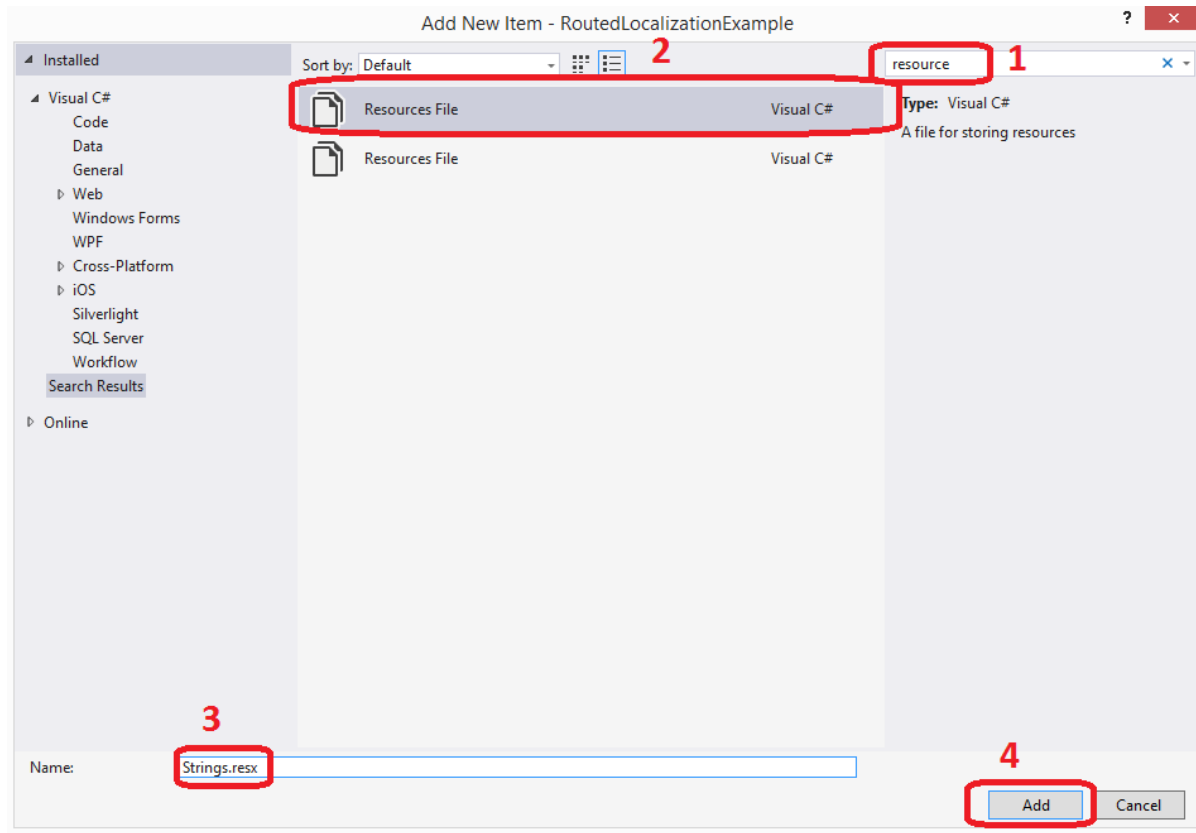 Add New Item - RoutedLocalizationExample
?
Installed
Sort by: Default
2
resource
1
Visual C#
Code
Data
General
Web
Windows Forms
WPF
Cross-Platform
iOS
Silverlight
SQL Server
Workflow
Search Results
Online
Resources File Visual C#
Resources File Visual C#
Type: Visual C#
A file for storing resources
3
Name: Strings.resx
4
Add Cancel